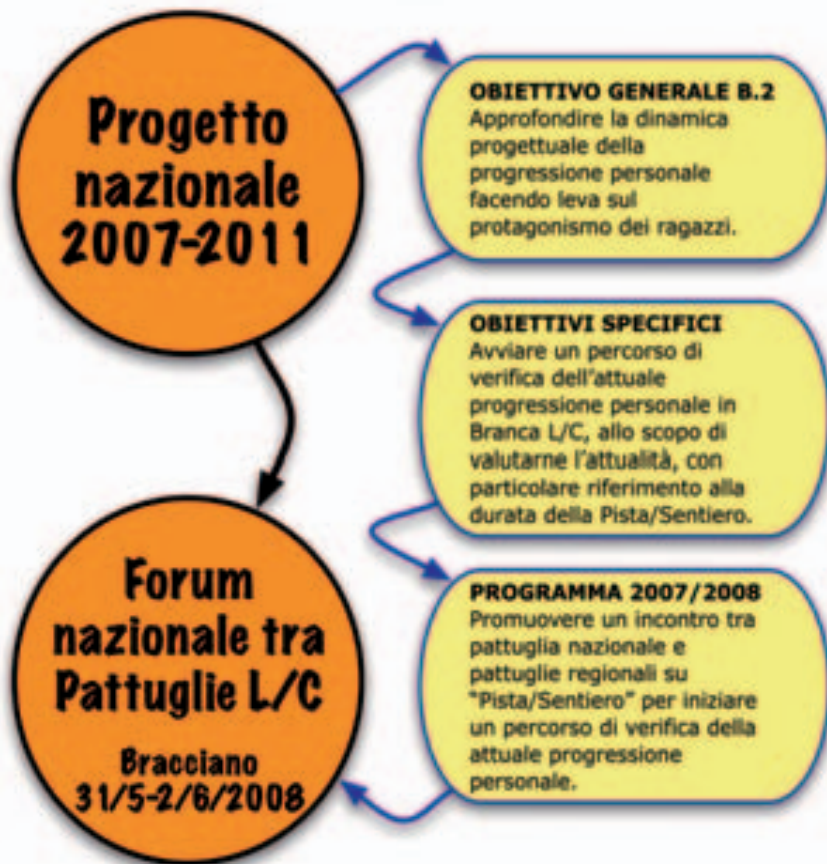 Progetto
nazionale
2007-2011
OBIETTIVO GENERALE B.2
Approfondire la dinamica
progettuale della
progressione personale
facendo leva sul
protagonismo dei ragazzi.
OBIETTIVI SPECIFICI
Avviare un percorso di
verifica dell'attuale
progressione personale in
Branca L/C, allo scopo di
valutarne l'attualità, con
particolare riferimento alla
durata della Pista/Sentiero.
PROGRAMMA 2007/2008
Promuovere un incontro tra
pattuglia nazionale e
pattuglie regionali su
"Pista/Sentiero" per iniziare
un percorso di verifica della
attuale progressione
personale.
Forum
nazionale tra
Pattuglie L/C
Bracciano
31/5-2/6/2008